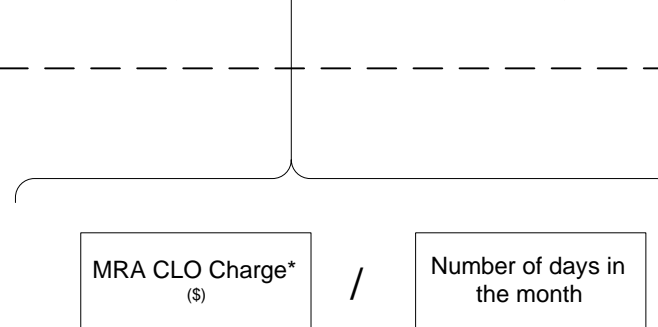 MRA CLO Charge*
($)
/
Number of days in
the month